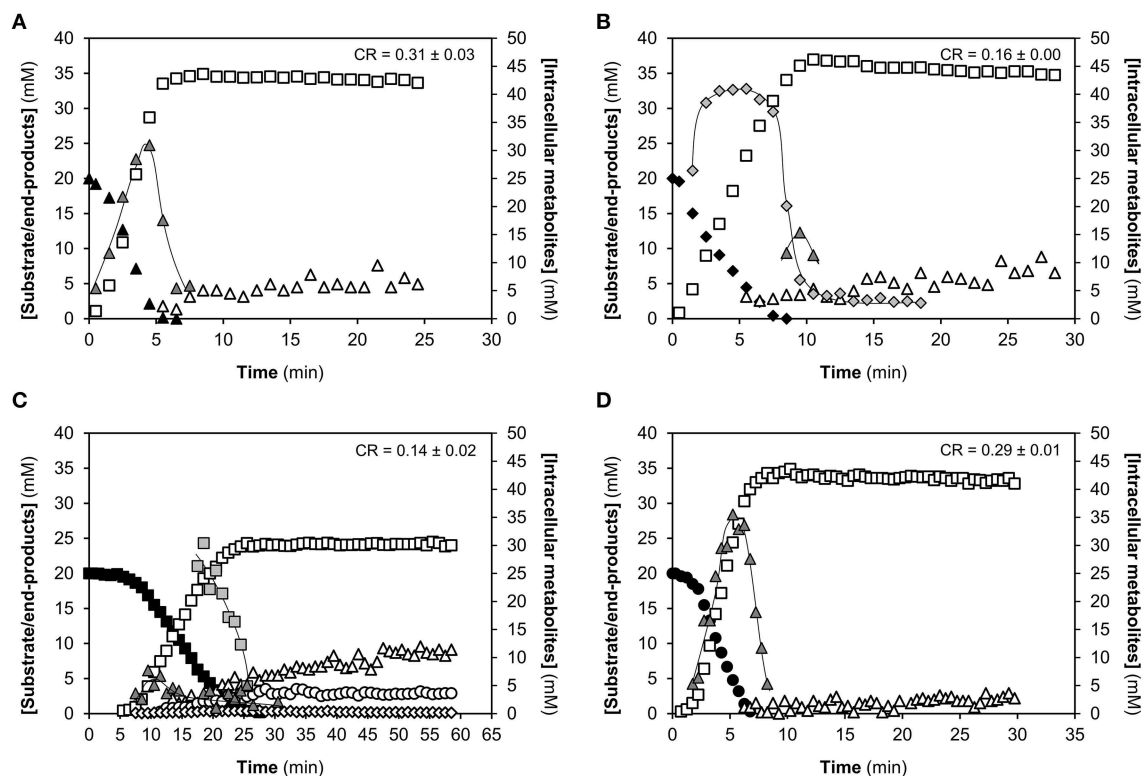 A
CR = 0.31 ± 0.03
[Substrate/end-products] (mM)
40
35
30
25
20
15
10
5
0
50
45
40
35
30
25
20
15
10
5
0
[Intracellular metabolites]
(mM)
0 5 10 15 20 25 30
Time (min)
B
CR = 0.16 ± 0.00
[Substrate/end-products] (mM)
40
35
30
25
20
15
10
5
0
50
45
40
35
30
25
20
15
10
5
0
[Intracellular metabolites]
(mM)
0 5 10 15 20 25 30
Time (min)
C
CR = 0.14 ± 0.02
[Substrate/end-products] (mM)
40
35
30
25
20
15
10
5
0
50
45
40
35
30
25
20
15
10
5
0
[Intracellular metabolites]
(mM)
0 5 10 15 20 25 30 35 40 45 50 55 60 65
Time (min)
D
CR = 0.29 ± 0.01
[Substrate/end-products] (mM)
40
35
30
25
20
15
10
5
0
50
45
40
35
30
25
20
15
10
5
0
[Intracellular metabolites]
(mM)
0 5 10 15 20 25 30 35
Time (min)